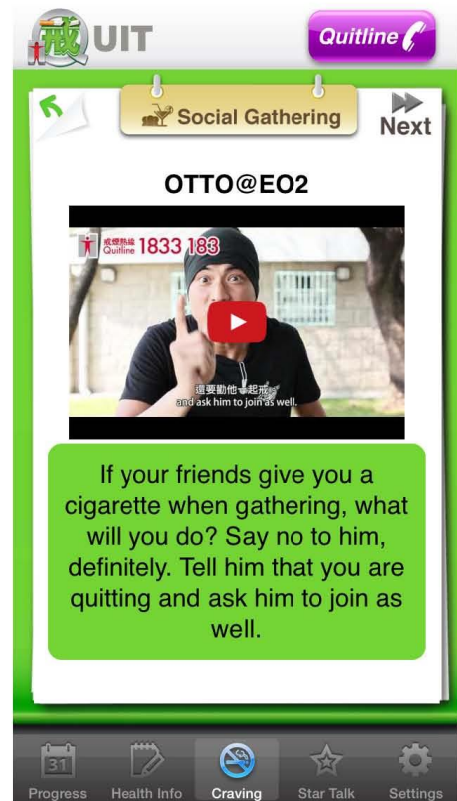 戒UIT
Quitline
Social Gathering
Next
OTTO@EO2
戒煙熱線
Quitline 1833 183
還要勸他一起戒
and ask him to join as well.
If your friends give you a
cigarette when gathering, what
will you do? Say no to him,
definitely. Tell him that you are
quitting and ask him to join as
well.
31
Progress
Health Info
Craving
Star Talk
Settings